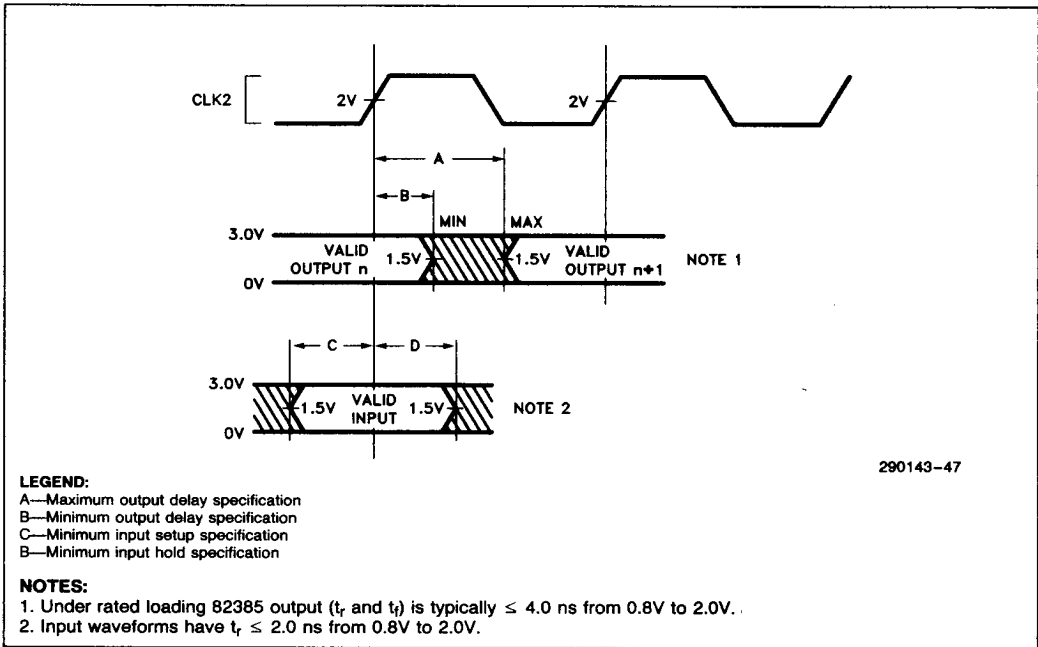 CLK2
2V
2V
A
B
MIN
MAX
3.0V
VALID
OUTPUT n
1.5V
1.5V
VALID
OUTPUT n+1
NOTE 1
0V
C
D
3.0V
1.5V
VALID
INPUT
1.5V
NOTE 2
0V
290143-47
LEGEND:
A—Maximum output delay specification
B—Minimum output delay specification
C—Minimum input setup specification
B—Minimum input hold specification
NOTES:
1. Under rated loading 82385 output (tr and tf) is typically ≤ 4.0 ns from 0.8V to 2.0V.
2. Input waveforms have tr ≤ 2.0 ns from 0.8V to 2.0V.